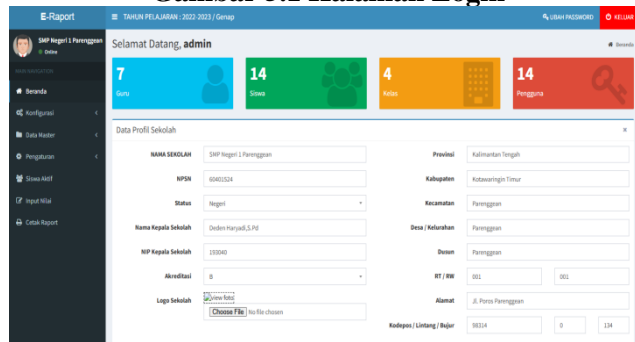 E-Raport
TAHUN PELAJARAN : 2022-2023 / Genap
UBAH PASSWORD
KELUAR
SMP Negeri 1 Parenggean
Online
Selamat Datang, admin
Beranda
MAIN NAVIGATION
Beranda
Konfigurasi
Data Master
Pengaturan
Siswa Aktif
Input Nilai
Cetak Raport
7
Guru
14
Siswa
4
Kelas
14
Pengguna
Data Profil Sekolah
NAMA SEKOLAH SMP Negeri 1 Parenggean
NPSN 60401524
Status Negeri
Nama Kepala Sekolah Deden Haryadi,S.Pd
NIP Kepala Sekolah 193040
Akreditasi B
Logo Sekolah view foto
Choose File No file chosen
Provinsi Kalimantan Tengah
Kabupaten Kotawaringin Timur
Kecamatan Parenggean
Desa / Kelurahan Parenggean
Dusun Parenggean
RT / RW 001 001
Alamat Jl. Poros Parenggean
Kodepos / Lintang / Bujur 98314 0 134